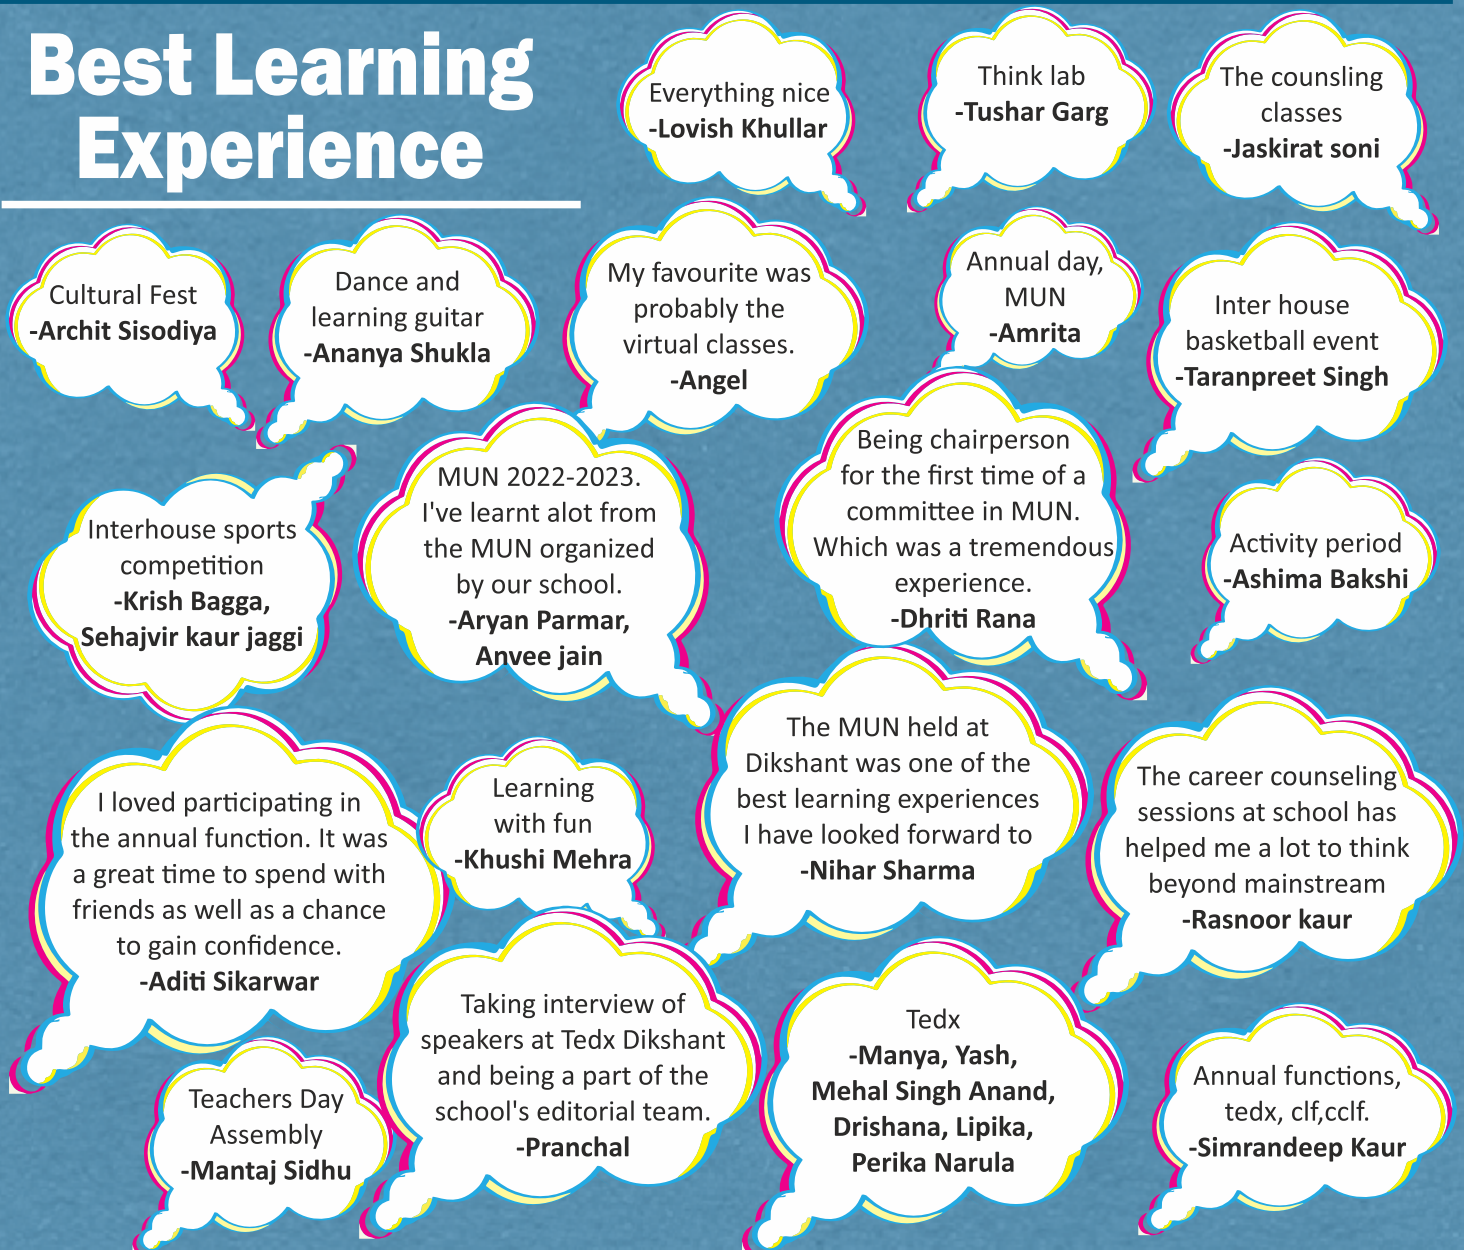 Best Learning
Experience
Everything nice
-Lovish Khullar
Think lab
-Tushar Garg
The counsling
classes
-Jaskirat soni
Cultural Fest
-Archit Sisodiya
Dance and
learning guitar
-Ananya Shukla
My favourite was
probably the
virtual classes.
-Angel
Annual day,
MUN
-Amrita
Inter house
basketball event
-Taranpreet Singh
Interhouse sports
competition
-Krish Bagga,
Sehajvir kaur jaggi
MUN 2022-2023.
I've learnt alot from
the MUN organized
by our school.
-Aryan Parmar,
Anvee jain
Being chairperson
for the first time of a
committee in MUN.
Which was a tremendous
experience.
-Dhriti Rana
Activity period
-Ashima Bakshi
I loved participating in
the annual function. It was
a great time to spend with
friends as well as a chance
to gain confidence.
-Aditi Sikarwar
Learning
with fun
-Khushi Mehra
The MUN held at
Dikshant was one of the
best learning experiences
I have looked forward to
-Nihar Sharma
The career counseling
sessions at school has
helped me a lot to think
beyond mainstream
-Rasnoor kaur
Teachers Day
Assembly
-Mantaj Sidhu
Taking interview of
speakers at Tedx Dikshant
and being a part of the
school's editorial team.
-Pranchal
Tedx
-Manya, Yash,
Mehal Singh Anand,
Drishana, Lipika,
Perika Narula
Annual functions,
tedx, clf,cclf.
-Simrandeep Kaur